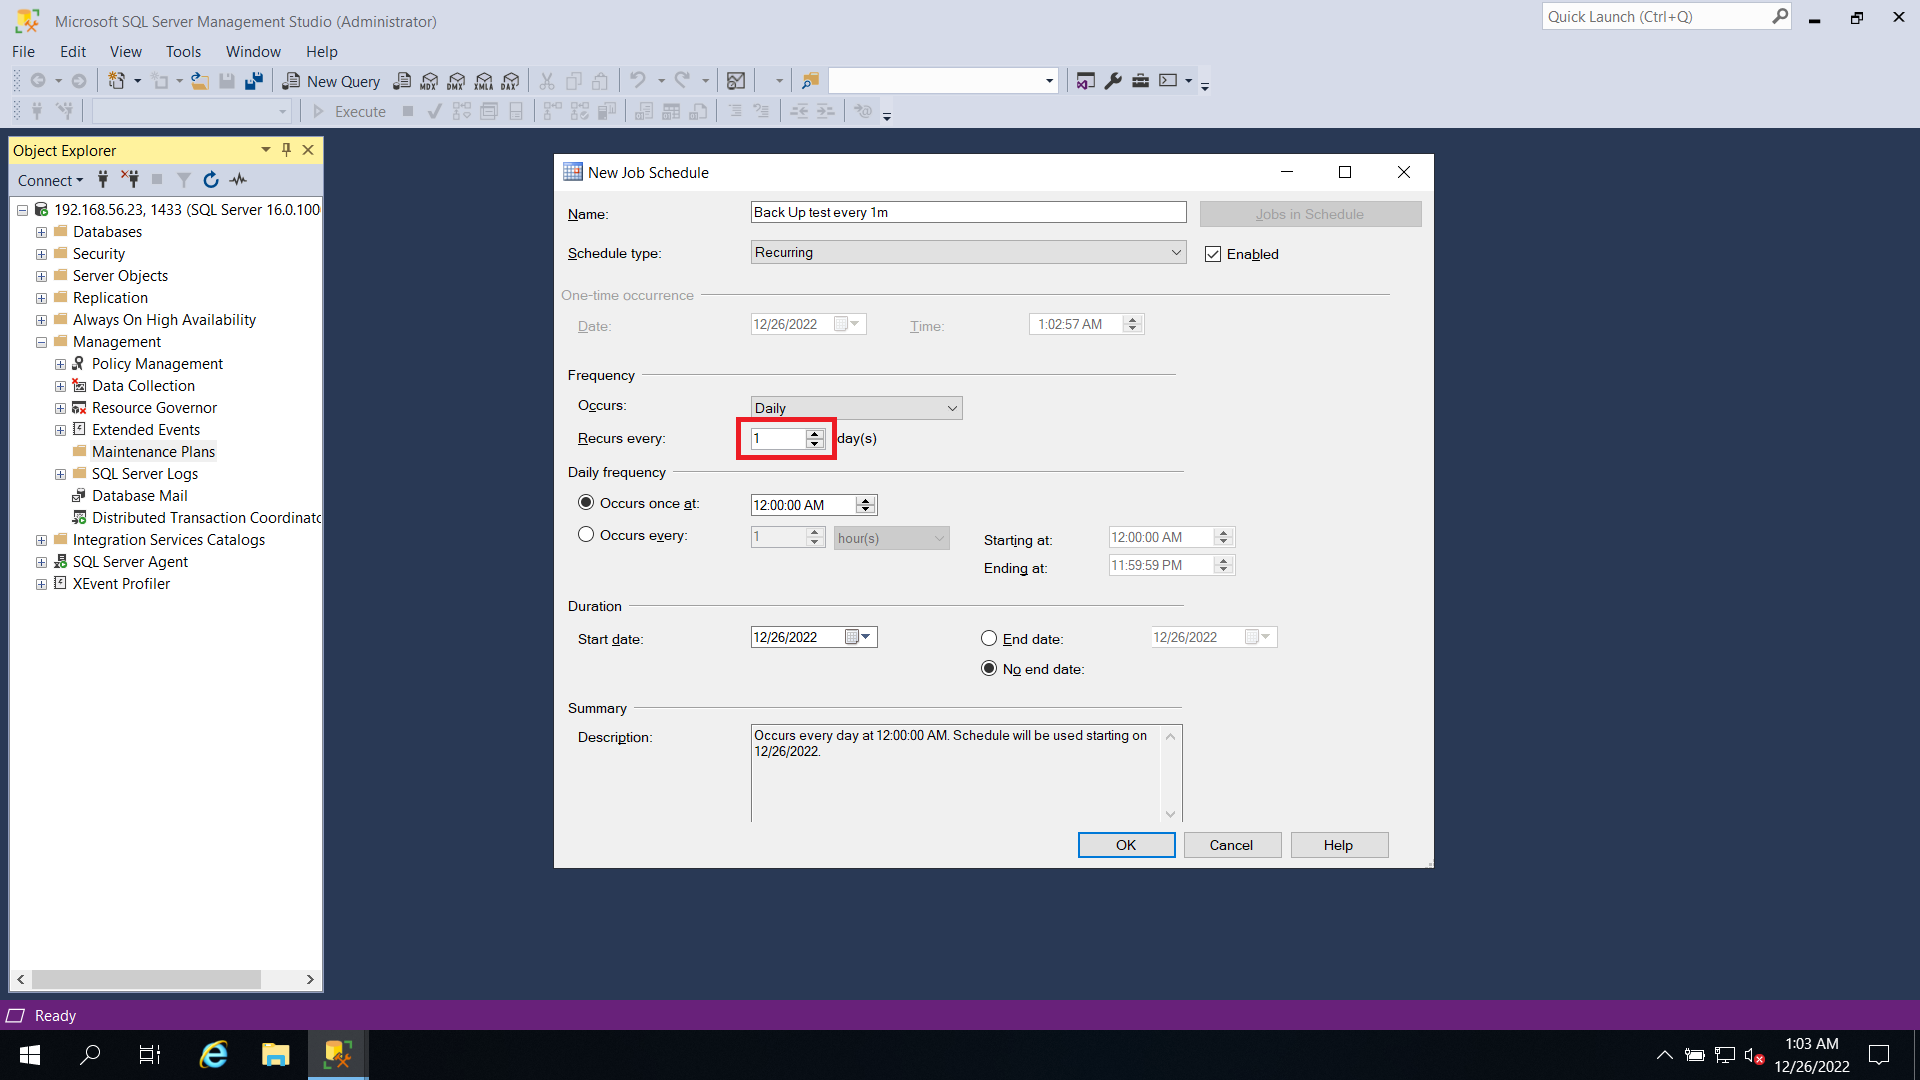 Microsoft SQL Server Management Studio (Administrator)
Quick Launch (Ctrl+Q)
File Edit View Tools Window Help
New Query MDX DMX XMLA DAX
Execute
Object Explorer
Connect
192.168.56.23, 1433 (SQL Server 16.0.100
Databases
Security
Server Objects
Replication
Always On High Availability
Management
Policy Management
Data Collection
Resource Governor
Extended Events
Maintenance Plans
SQL Server Logs
Database Mail
Distributed Transaction Coordinato
Integration Services Catalogs
SQL Server Agent
XEvent Profiler
New Job Schedule
Name: Back Up test every 1m Jobs in Schedule
Schedule type: Recurring Enabled
One-time occurrence
Date: 12/26/2022 Time: 1:02:57 AM
Frequency
Occurs: Daily
Recurs every: 1 day(s)
Daily frequency
Occurs once at: 12:00:00 AM
Occurs every: 1 hour(s) Starting at: 12:00:00 AM
Ending at: 11:59:59 PM
Duration
Start date: 12/26/2022 End date: 12/26/2022
No end date:
Summary
Description: Occurs every day at 12:00:00 AM. Schedule will be used starting on
12/26/2022.
OK Cancel Help
Ready
1:03 AM
12/26/2022